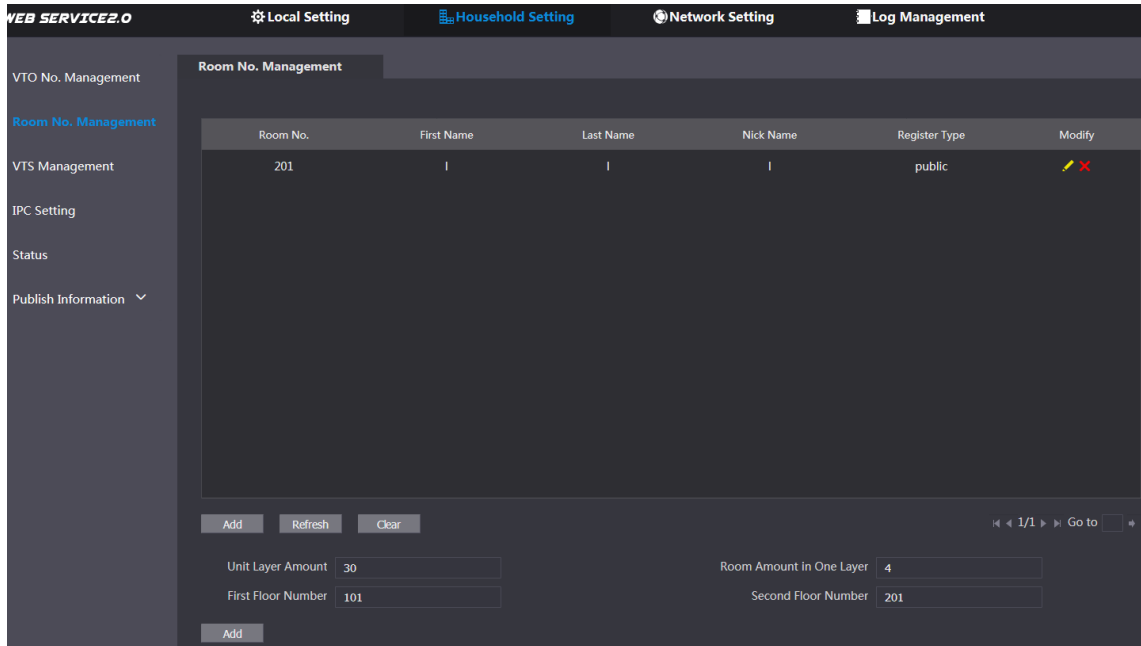 WEB SERVICE2.0 Local Setting Household Setting Network Setting Log Management
VTO No. Management
Room No. Management
VTS Management
IPC Setting
Status
Publish Information
Room No. Management
Room No. First Name Last Name Nick Name Register Type Modify
201 l l l public
Add Refresh Clear 1/1 Go to
Unit Layer Amount 30 Room Amount in One Layer 4
First Floor Number 101 Second Floor Number 201
Add